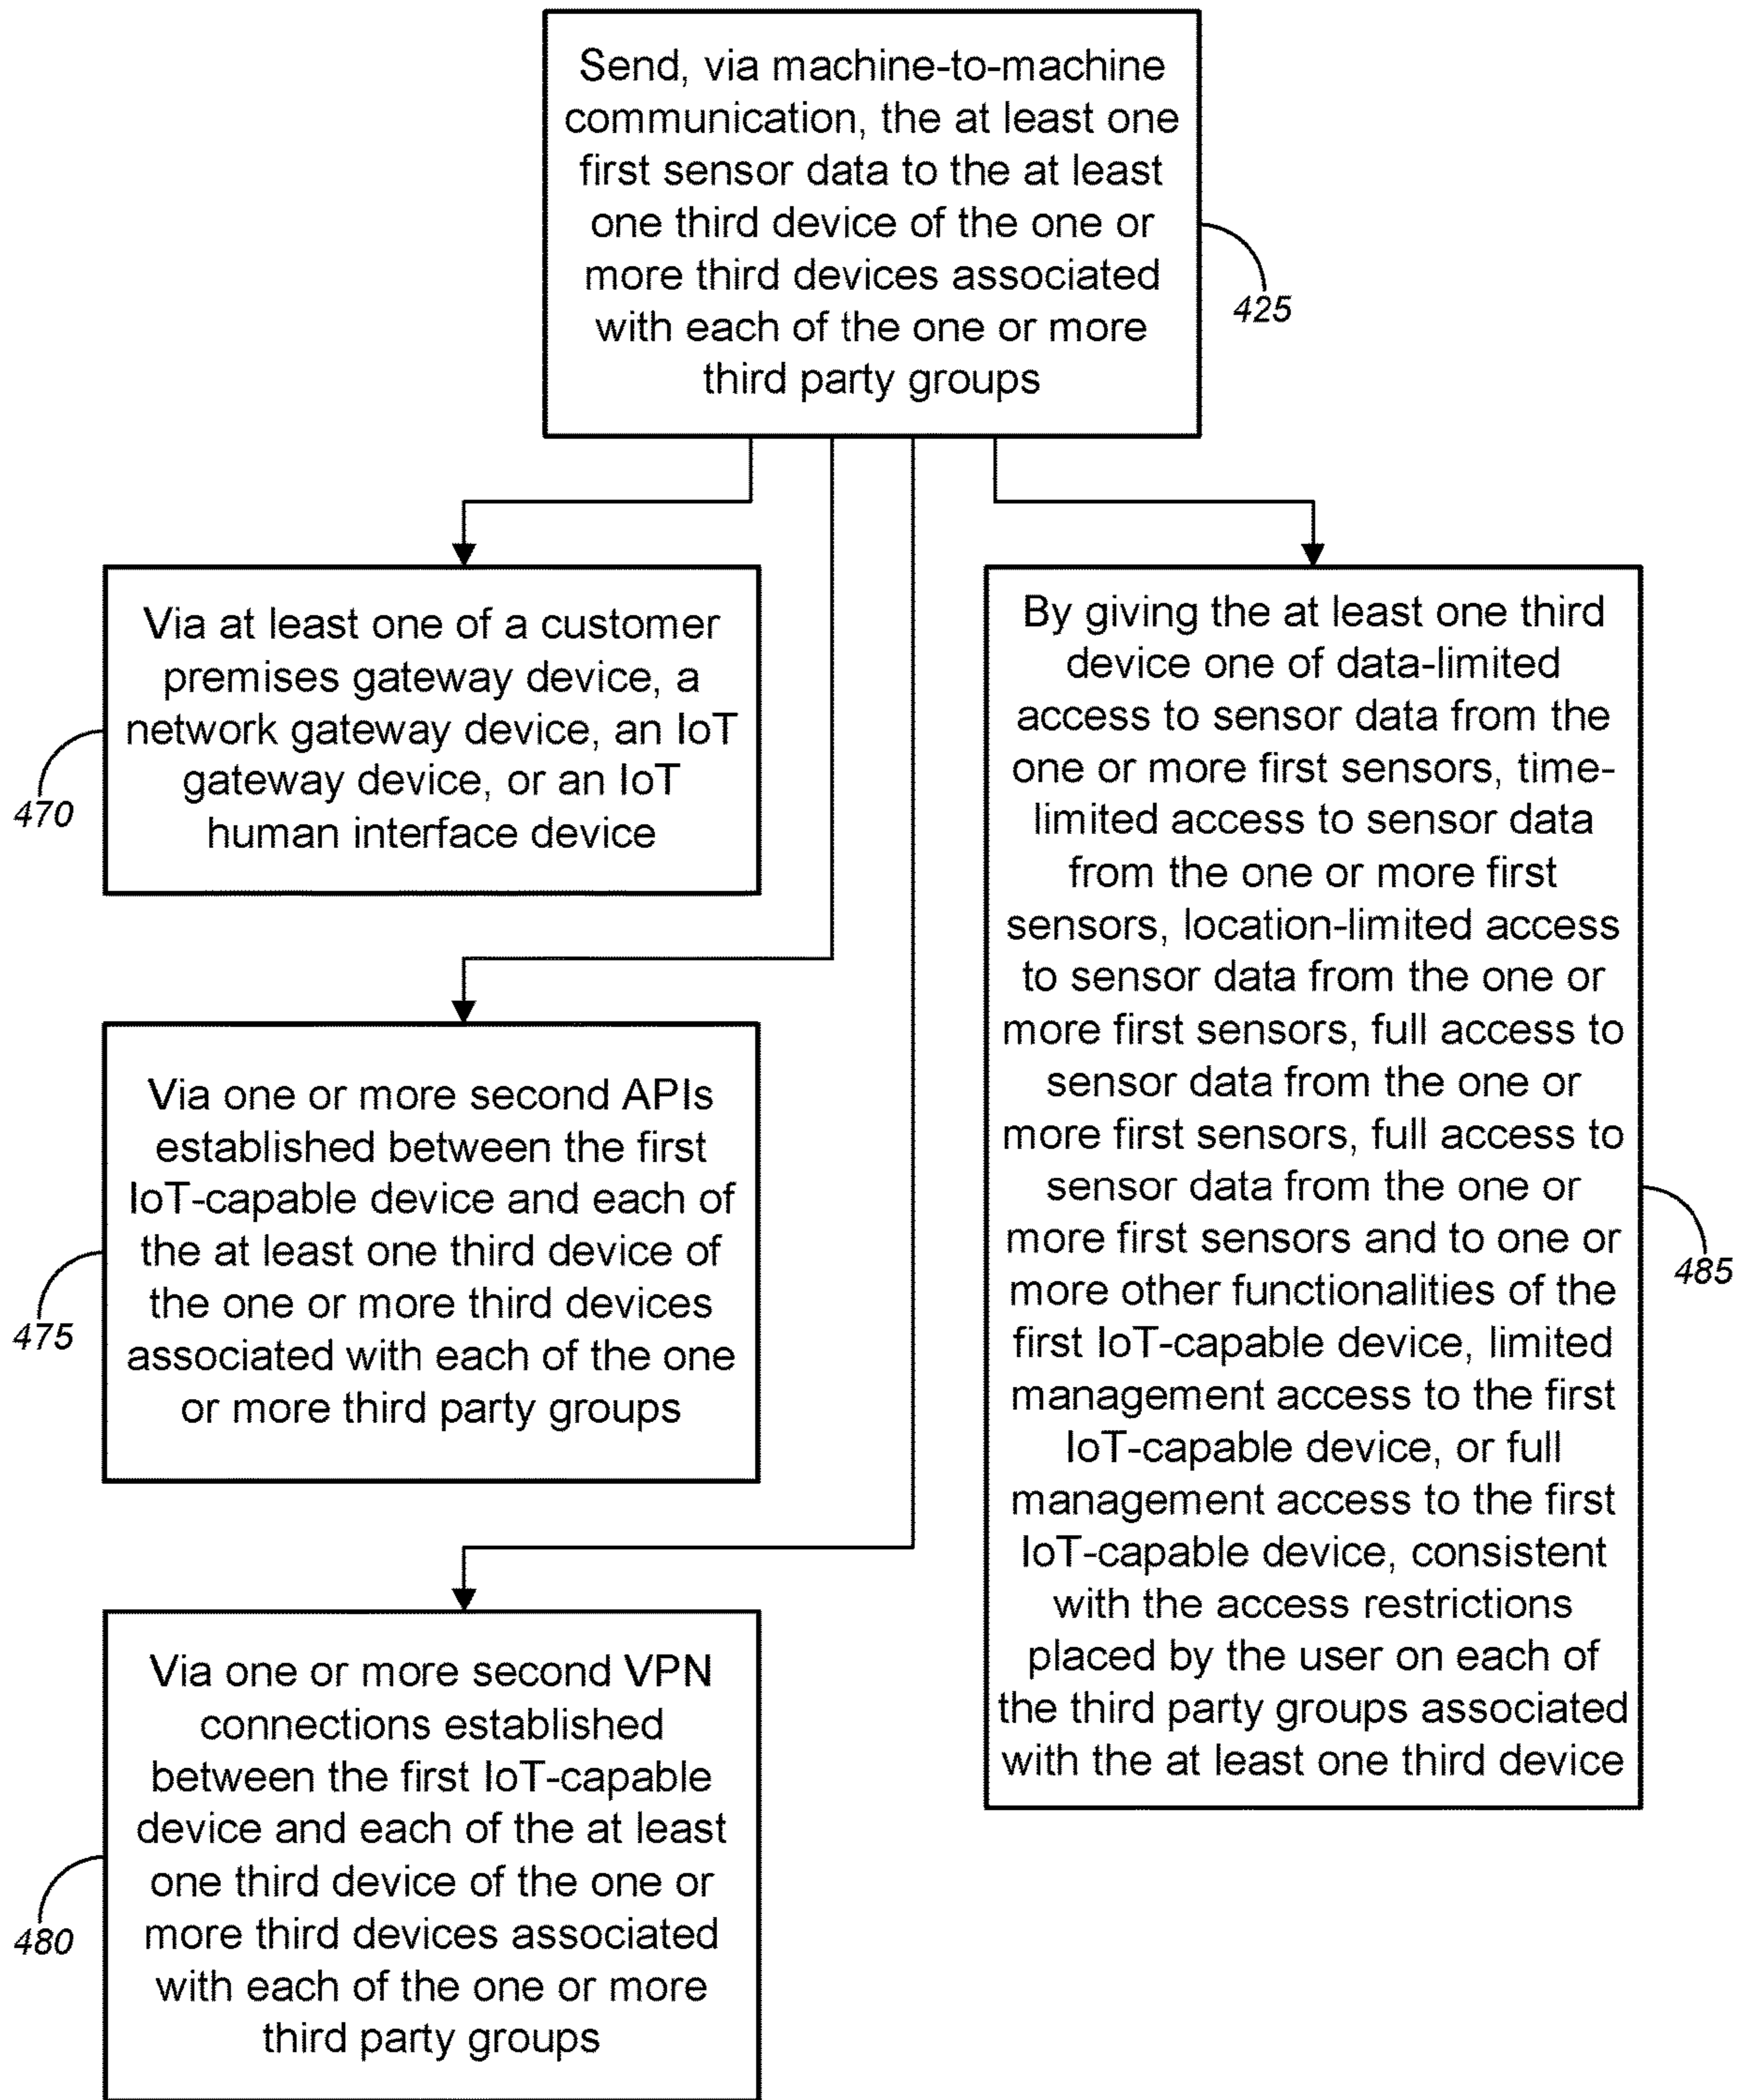 Send, via machine-to-machine
communication, the at least one
first sensor data to the at least
one third device of the one or
more third devices associated
with each of the one or more
third party groups
425
Via at least one of a customer
premises gateway device, a
network gateway device, an IoT
gateway device, or an IoT
human interface device
470
Via one or more second APIs
established between the first
IoT-capable device and each of
the at least one third device of
the one or more third devices
associated with each of the one
or more third party groups
475
Via one or more second VPN
connections established
between the first IoT-capable
device and each of the at least
one third device of the one or
more third devices associated
with each of the one or more
third party groups
480
By giving the at least one third
device one of data-limited
access to sensor data from the
one or more first sensors, time-
limited access to sensor data
from the one or more first
sensors, location-limited access
to sensor data from the one or
more first sensors, full access to
sensor data from the one or
more first sensors, full access to
sensor data from the one or
more first sensors and to one or
more other functionalities of the
first IoT-capable device, limited
management access to the first
IoT-capable device, or full
management access to the first
IoT-capable device, consistent
with the access restrictions
placed by the user on each of
the third party groups associated
with the at least one third device
485